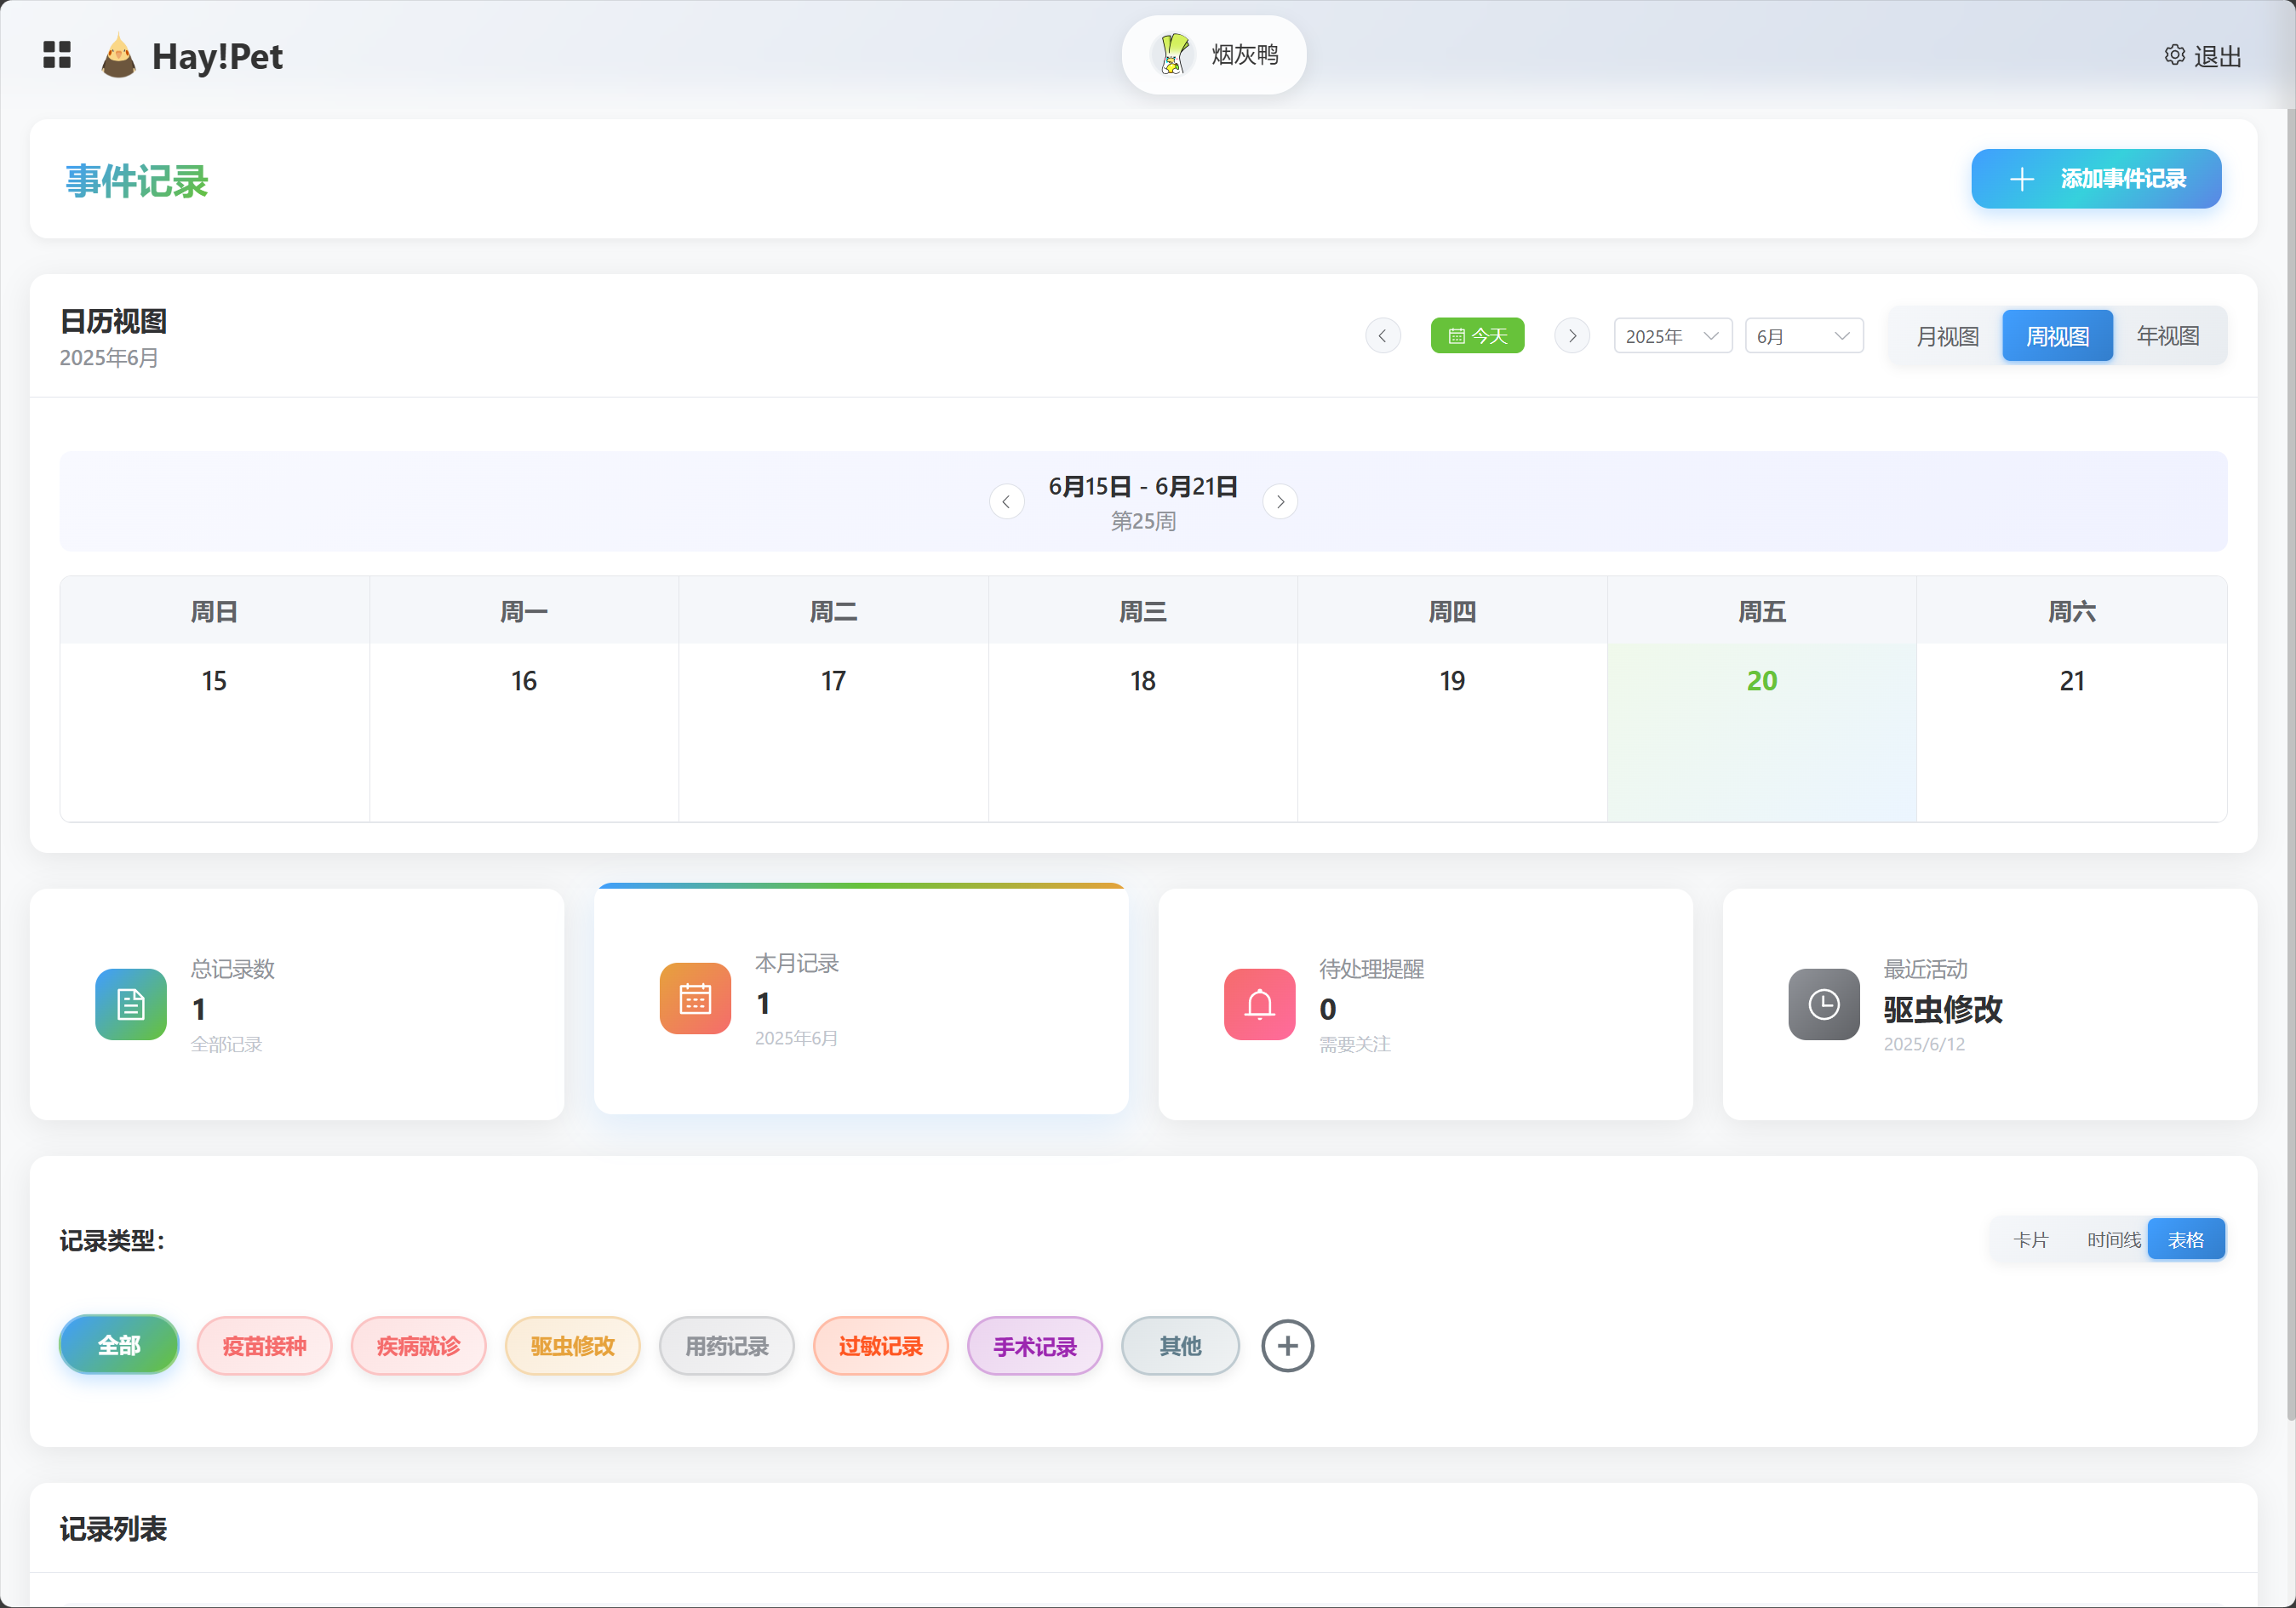 Hay!Pet
烟灰鸭
退出
事件记录
添加事件记录
日历视图
2025年6月
今天
2025年
6月
月视图
周视图
年视图
6月15日 - 6月21日
第25周
周日 周一 周二 周三 周四 周五 周六
15 16 17 18 19 20 21
总记录数
1
全部记录
本月记录
1
2025年6月
待处理提醒
0
需要关注
最近活动
驱虫修改
2025/6/12
记录类型：
卡片 时间线 表格
全部 疫苗接种 疾病就诊 驱虫修改 用药记录 过敏记录 手术记录 其他
记录列表